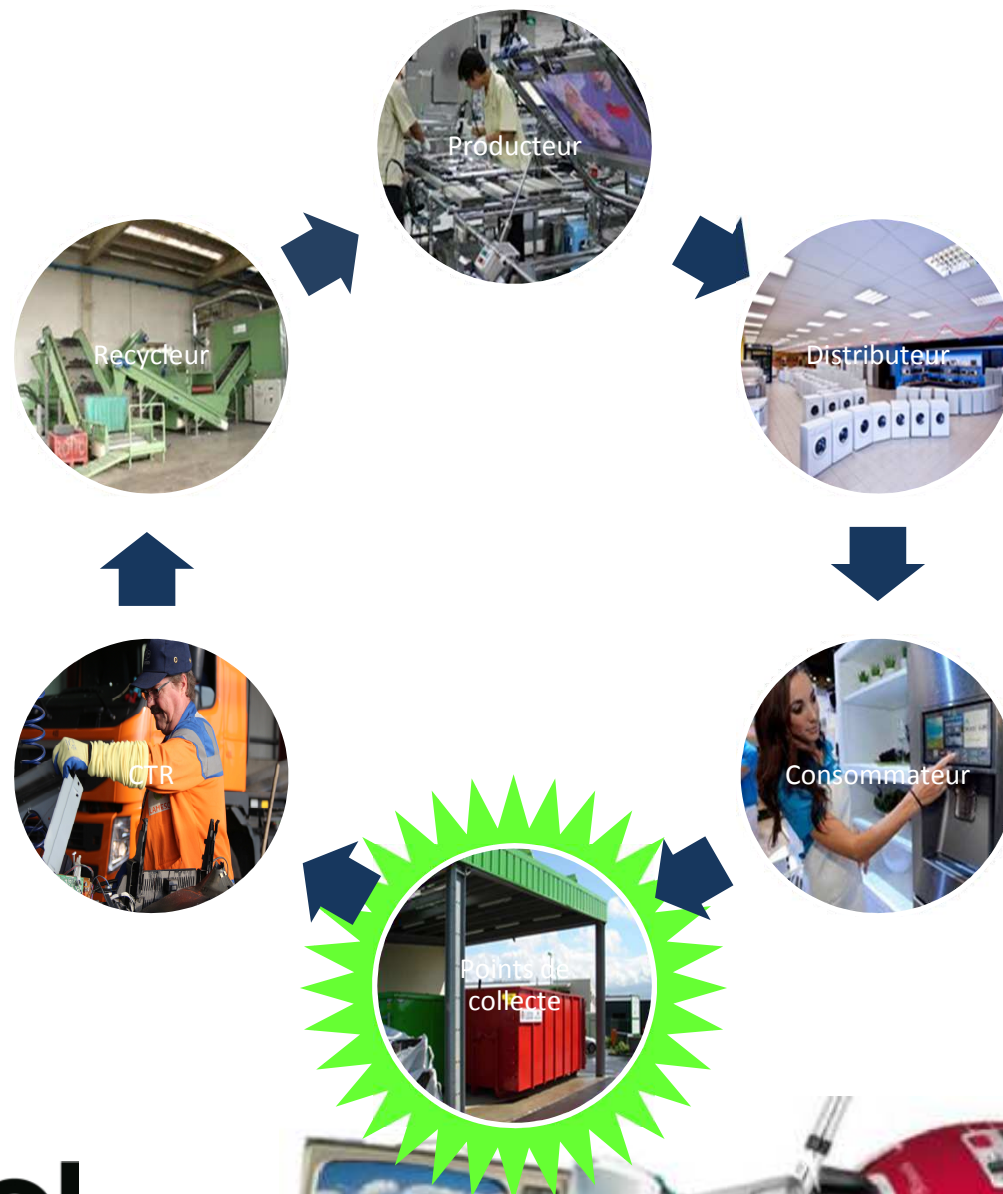 Producteur
Distributeur
Consommateur
Points de
collecte
CTR
Recycleur